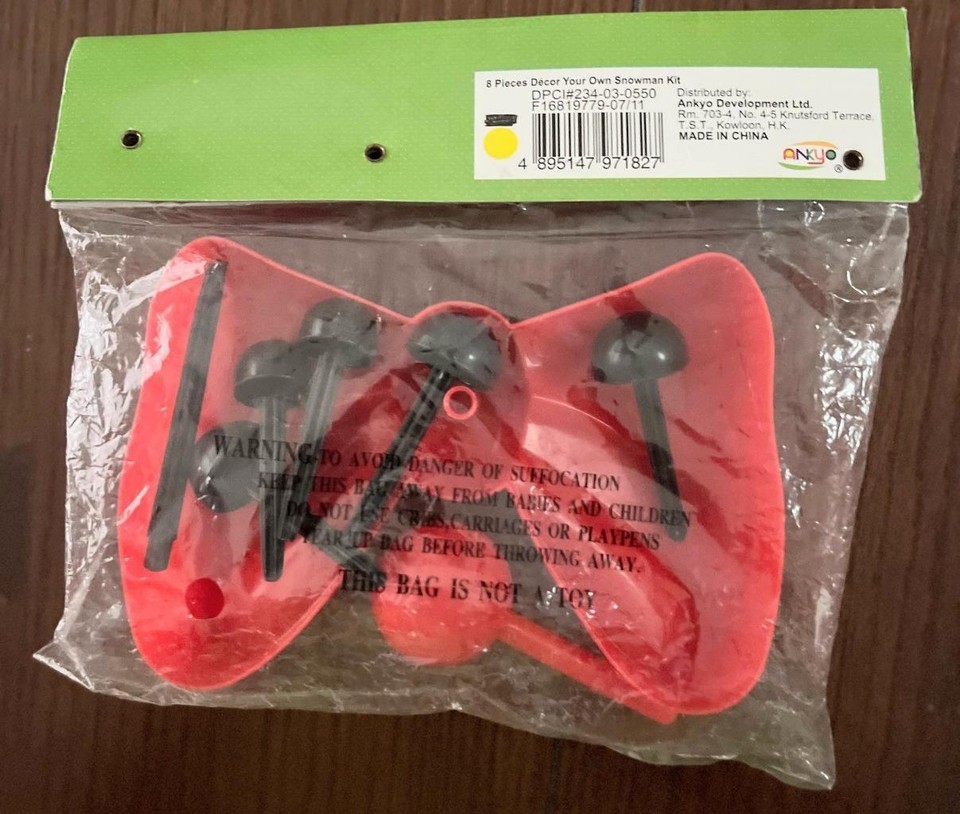 8 Pieces Décor Your Own Snowman Kit
DPCI#234-03-0550
F16819779-07/11
4 895147 971827
Distributed by:
Ankyo Development Ltd.
Rm. 703-4, No. 4-5 Knutsford Terrace,
T.S.T., Kowloon, H.K.
MADE IN CHINA
ANKyO ®
WARNING-TO AVOID DANGER OF SUFFOCATION
KEEP THIS BAG AWAY FROM BABIES AND CHILDREN
DO NOT USE CRIBS,CARRIAGES OR PLAYPENS
TEAR UP BAG BEFORE THROWING AWAY.
THIS BAG IS NOT A TOY